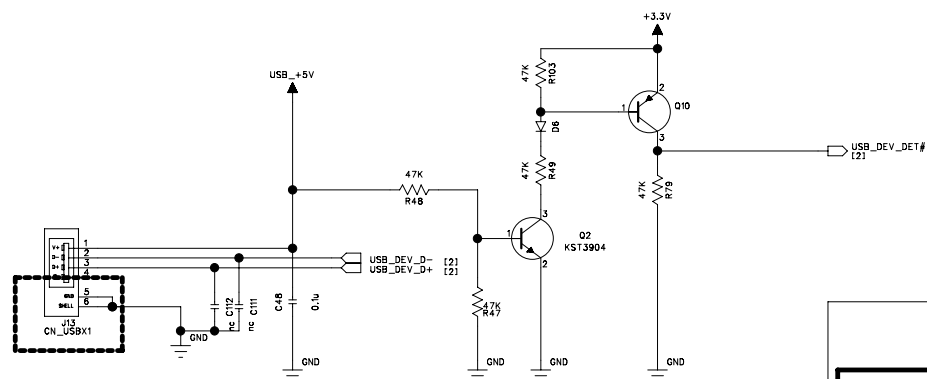 +3.3V
USB_+5V
47K
R103
1
2
3
Q10
D6
USB_DEV_DET#
[2]
47K
R49
47K
R79
47K
R48
3
1
2
Q2
KST3904
V+
D-
D+
1
2
3
4
USB_DEV_D- [2]
USB_DEV_D+ [2]
GND
SHELL
5
6
J13
CN_USBX1
nc C112
nc C111
C48
0.1u
47K
R47
GND
GND
GND
GND